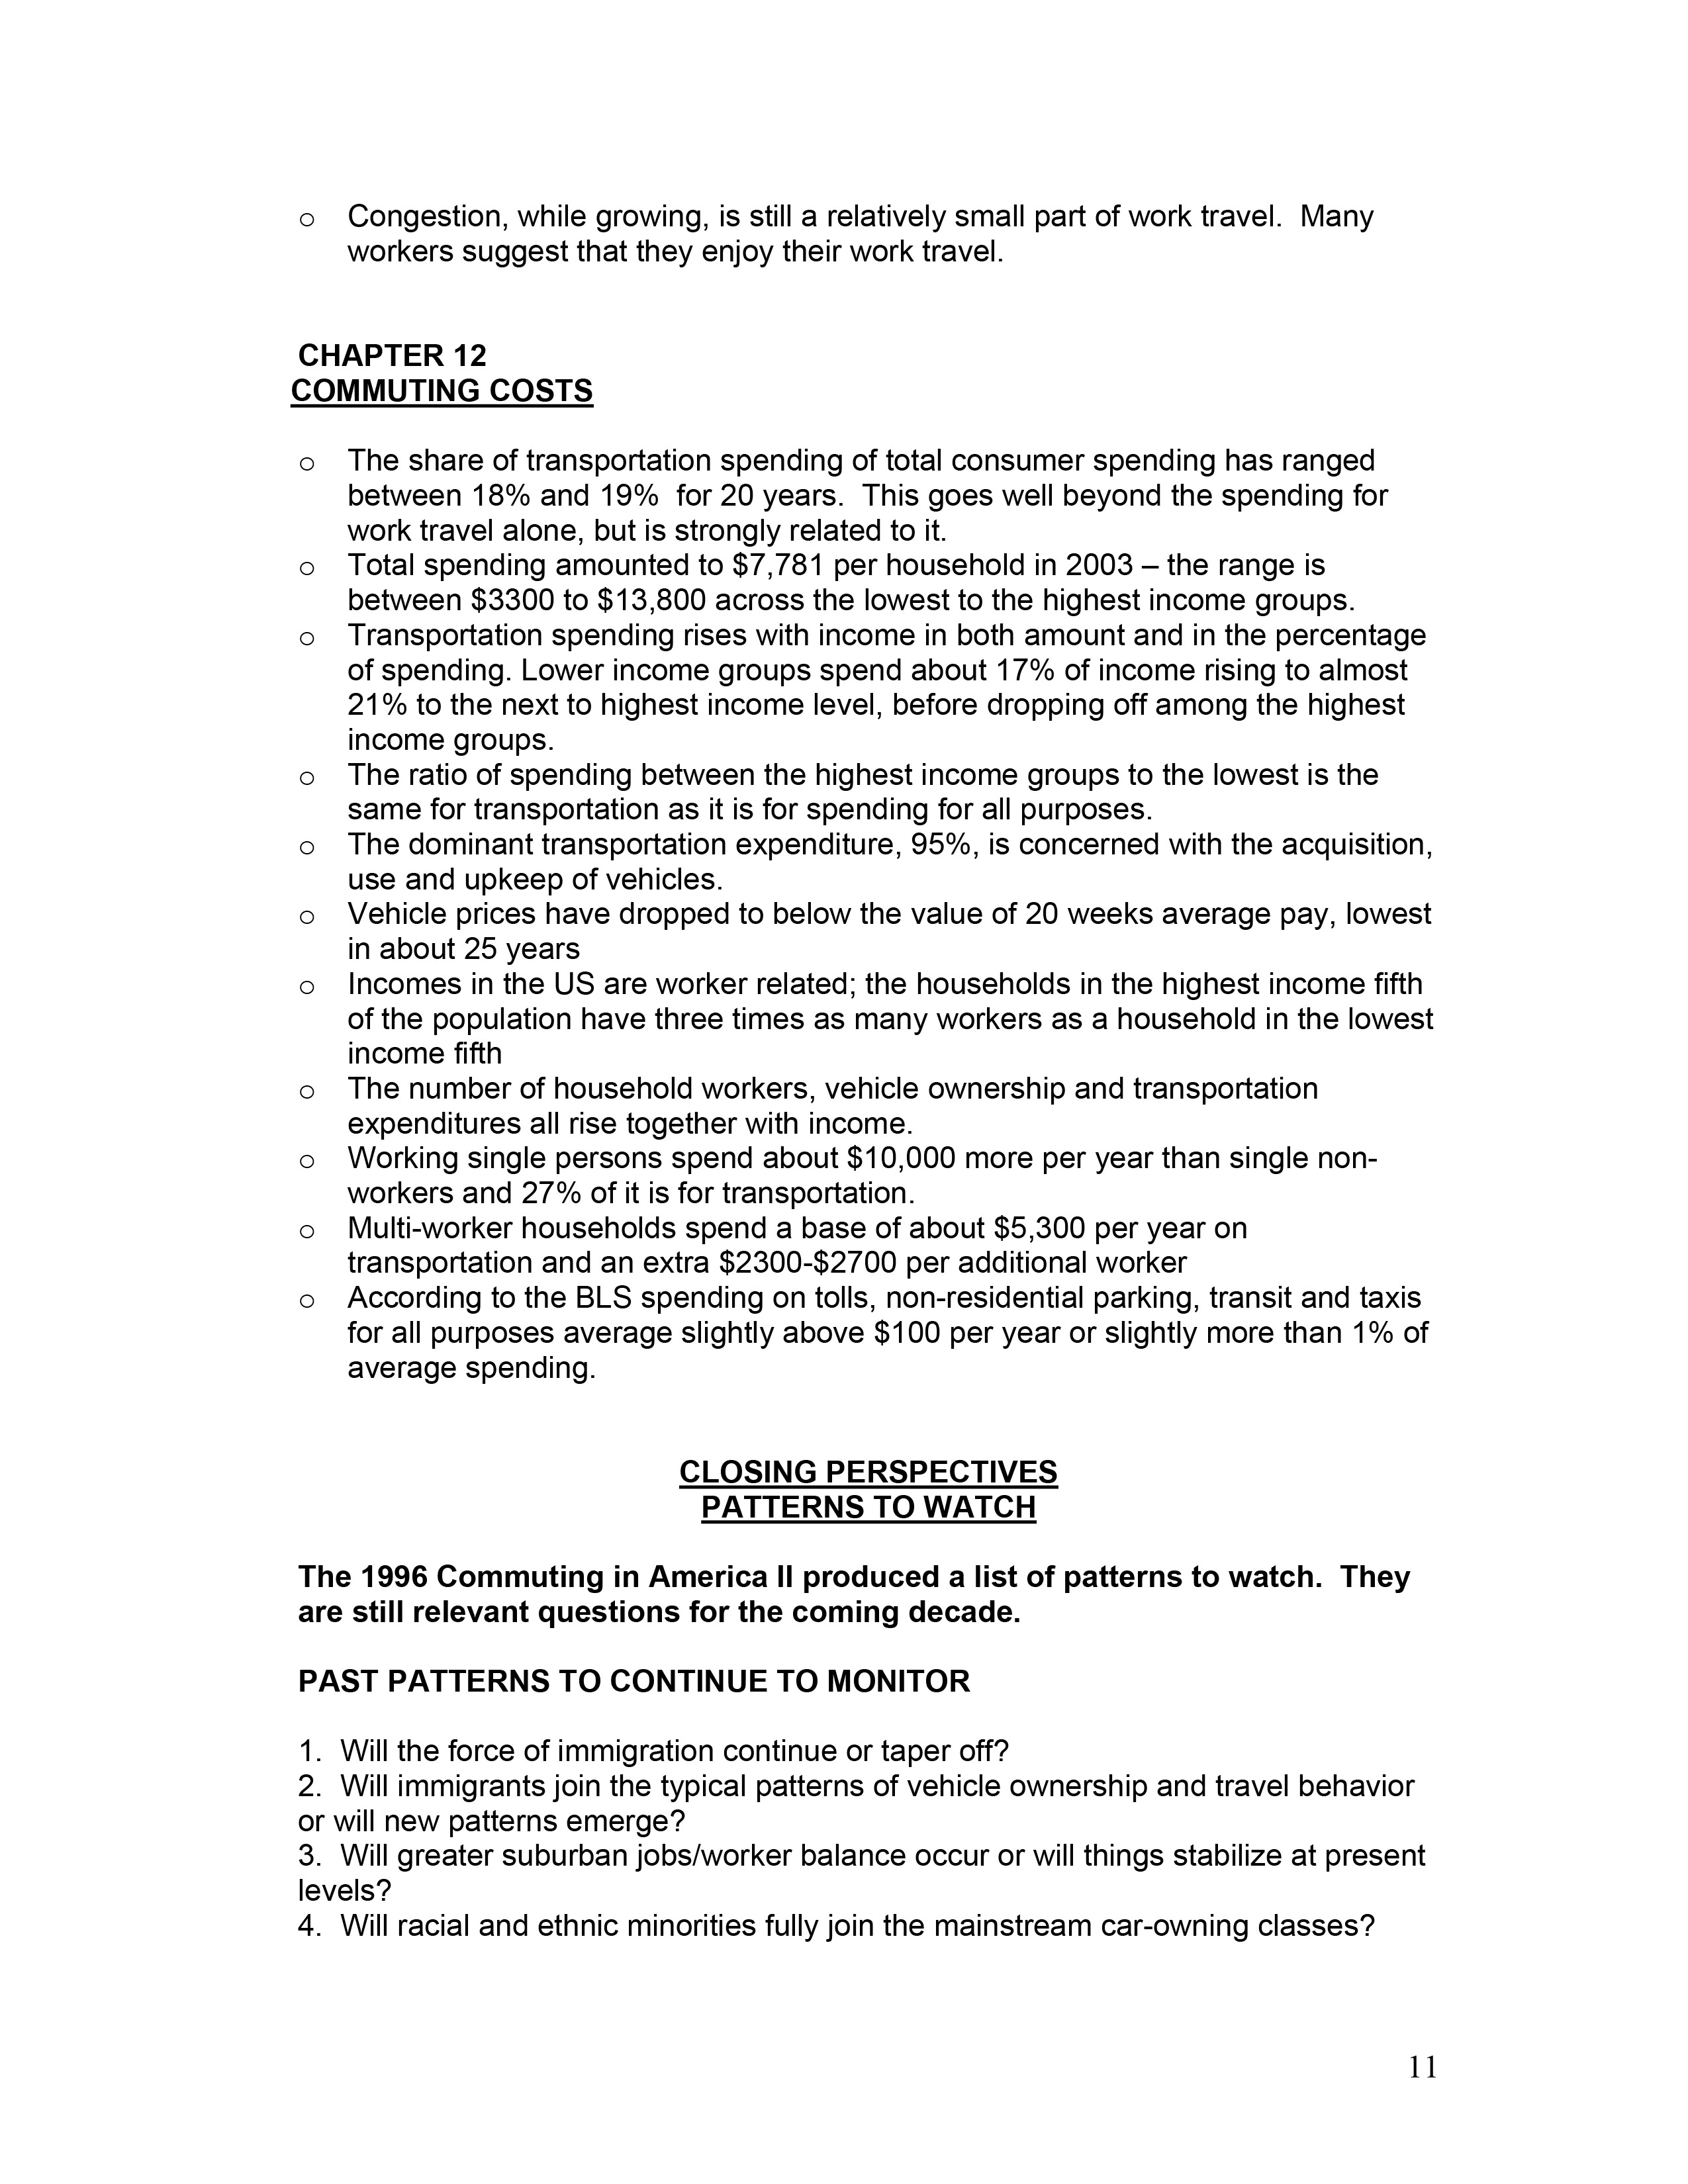 o Congestion, while growing, is still a relatively small part of work travel.  Many
workers suggest that they enjoy their work travel.
CHAPTER 12
COMMUTING COSTS
o The share of transportation spending of total consumer spending has ranged
between 18% and 19%  for 20 years.  This goes well beyond the spending for
work travel alone, but is strongly related to it.
o Total spending amounted to $7,781 per household in 2003 – the range is
between $3300 to $13,800 across the lowest to the highest income groups.
o Transportation spending rises with income in both amount and in the percentage
of spending. Lower income groups spend about 17% of income rising to almost
21% to the next to highest income level, before dropping off among the highest
income groups.
o The ratio of spending between the highest income groups to the lowest is the
same for transportation as it is for spending for all purposes.
o The dominant transportation expenditure, 95%, is concerned with the acquisition,
use and upkeep of vehicles.
o Vehicle prices have dropped to below the value of 20 weeks average pay, lowest
in about 25 years
o Incomes in the US are worker related; the households in the highest income fifth
of the population have three times as many workers as a household in the lowest
income fifth
o The number of household workers, vehicle ownership and transportation
expenditures all rise together with income.
o Working single persons spend about $10,000 more per year than single non-
workers and 27% of it is for transportation.
o Multi-worker households spend a base of about $5,300 per year on
transportation and an extra $2300-$2700 per additional worker
o According to the BLS spending on tolls, non-residential parking, transit and taxis
for all purposes average slightly above $100 per year or slightly more than 1% of
average spending.
CLOSING PERSPECTIVES
PATTERNS TO WATCH
The 1996 Commuting in America II produced a list of patterns to watch.  They
are still relevant questions for the coming decade.
PAST PATTERNS TO CONTINUE TO MONITOR
1.  Will the force of immigration continue or taper off?
2.  Will immigrants join the typical patterns of vehicle ownership and travel behavior
or will new patterns emerge?
3.  Will greater suburban jobs/worker balance occur or will things stabilize at present
levels?
4.  Will racial and ethnic minorities fully join the mainstream car-owning classes?
11